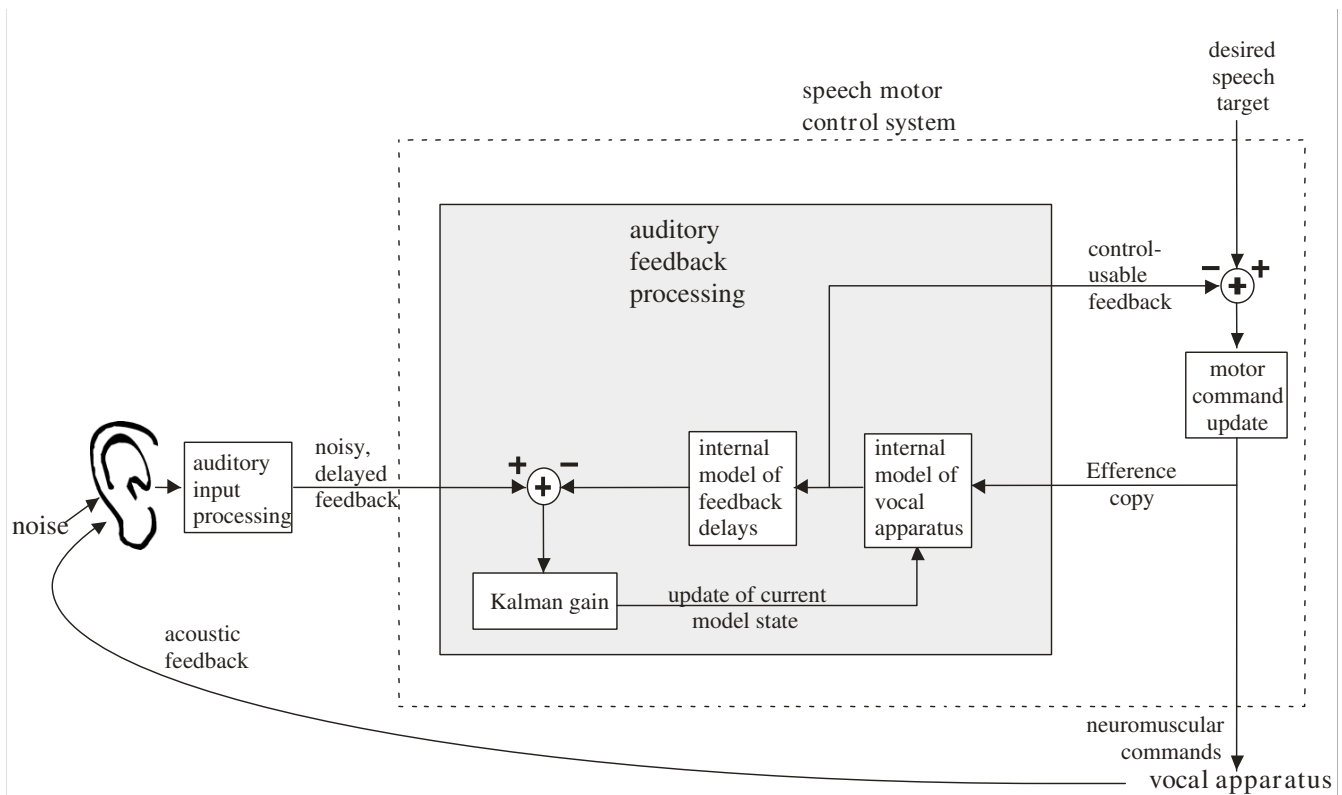 desired
speech
target
speech motor
control system
auditory
feedback
processing
control-
usable
feedback
− +
+
motor
command
update
noisy,
delayed
feedback
auditory
input
processing
+ −
+
internal
model of
feedback
delays
internal
model of
vocal
apparatus
Efference
copy
noise
Kalman gain
update of current
model state
acoustic
feedback
neuromuscular
commands
vocal apparatus